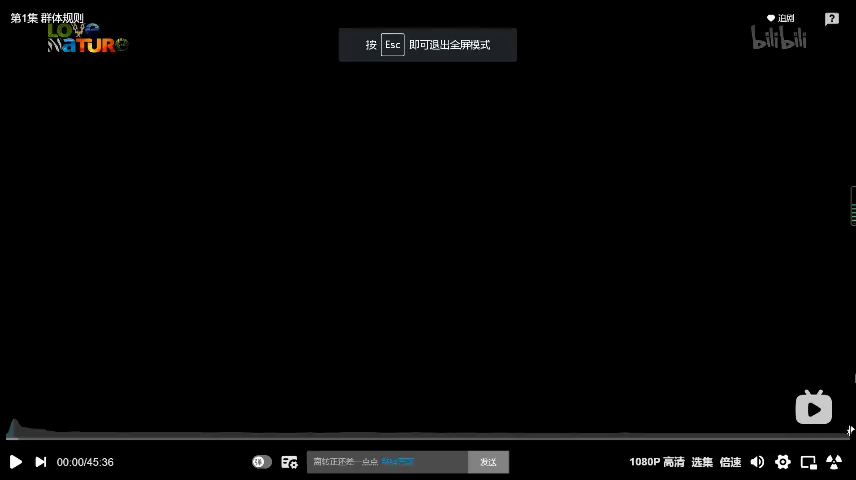 第1集 群体规则
追剧
LOVE
NATURE
bilibili
按 Esc 即可退出全屏模式
00:00/45:36
弹
发送
1080P 高清
选集
倍速